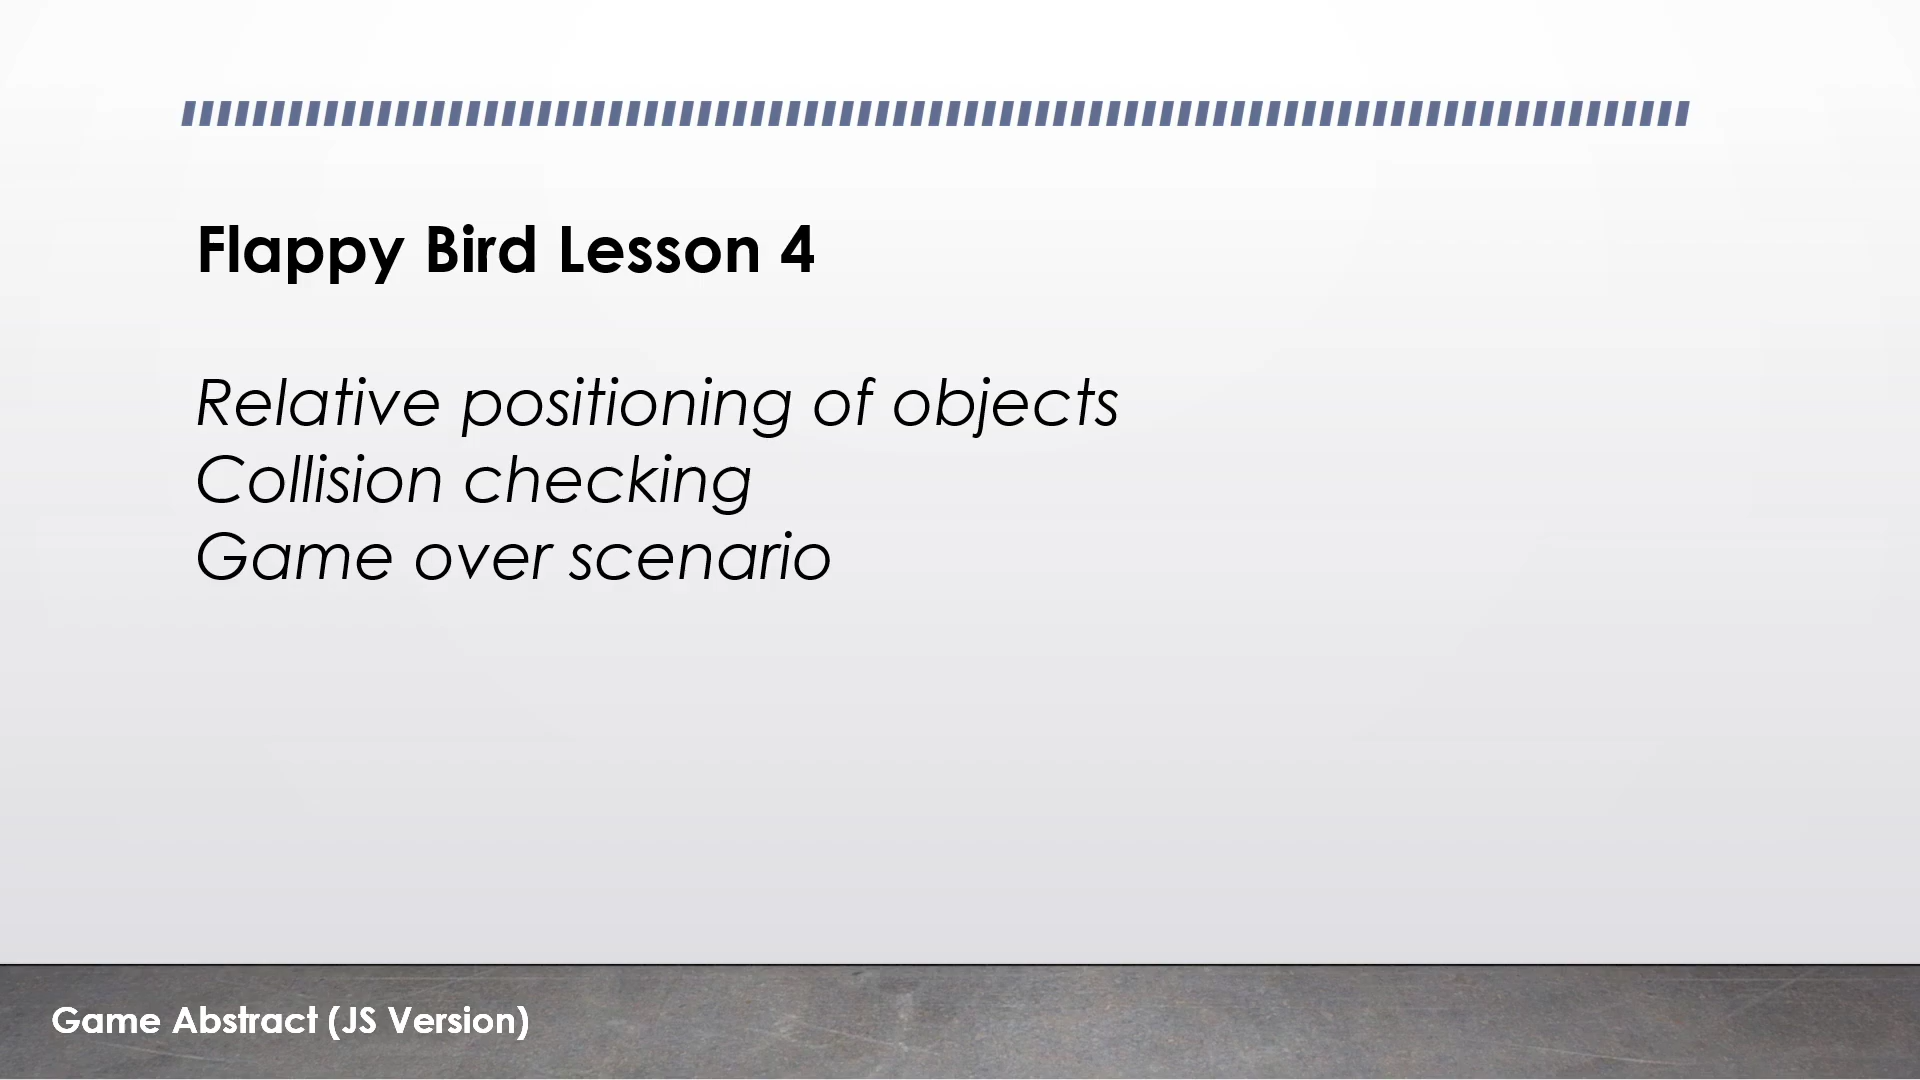 Flappy Bird Lesson 4
Relative positioning of objects
Collision checking
Game over scenario
Game Abstract (JS Version)